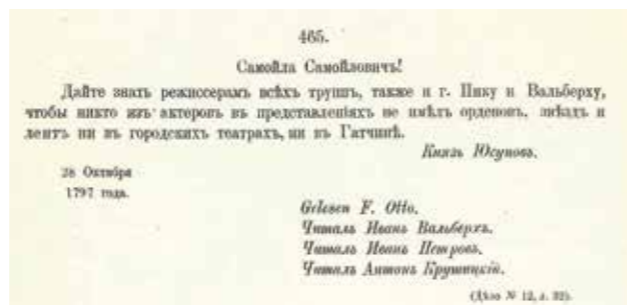 465.
Самойла Самойловичъ!
Дайте знать режиссерамъ всѣхъ труппъ, также и г. Пику и Вальберху,
чтобы никто изъ актеровъ въ представленіяхъ не имѣлъ орденовъ, звѣздъ и
лентъ ни въ городскихъ театрахъ, ни въ Гатчинѣ.
Князь Юсуповъ.
28 Октября
1797 года.
Gelesen F. Otto.
Читалъ Иванъ Вальберхъ.
Читалъ Иванъ Петровъ.
Читалъ Антонъ Крутицкій.
(Дѣло № 12, л. 32).